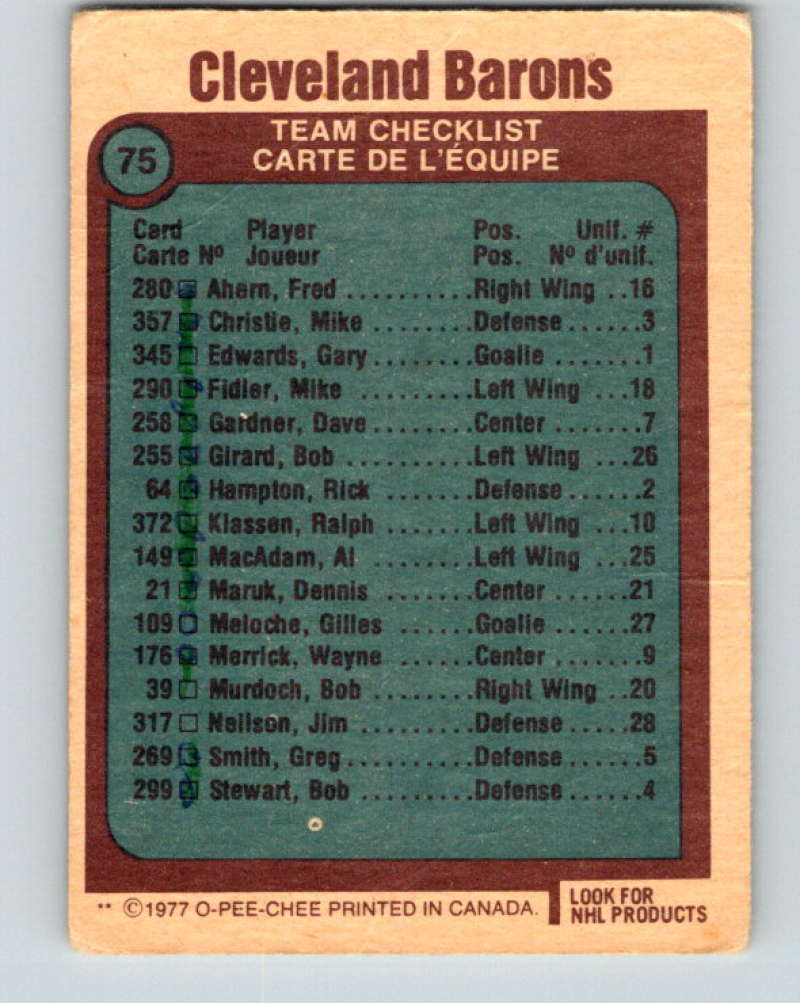 Cleveland Barons
75
TEAM CHECKLIST
CARTE DE L'ÉQUIPE
Card Player Pos. Unif. #
Carte Nº Joueur Pos. Nº d'unif.
280 Ahern, Fred ..........Right Wing ..16
357 Christie, Mike .........Defense......3
345 Edwards, Gary.........Goalie .......1
290 Fidler, Mike ..........Left Wing ...18
258 Gardner, Dave ........Center .......7
255 Girard, Bob ..........Left Wing ...26
64 Hampton, Rick ........Defense......2
372 Klassen, Ralph .......Left Wing ...10
149 MacAdam, Al .........Left Wing ...25
21 Maruk, Dennis .......Center ......21
109 Meloche, Gilles ......Goalie ......27
176 Merrick, Wayne ......Center .......9
39 Murdoch, Bob ........Right Wing ..20
317 Neilson, Jim .........Defense.....28
269 Smith, Greg..........Defense......5
299 Stewart, Bob .........Defense......4
** ©1977 O-PEE-CHEE PRINTED IN CANADA.
LOOK FOR
NHL PRODUCTS